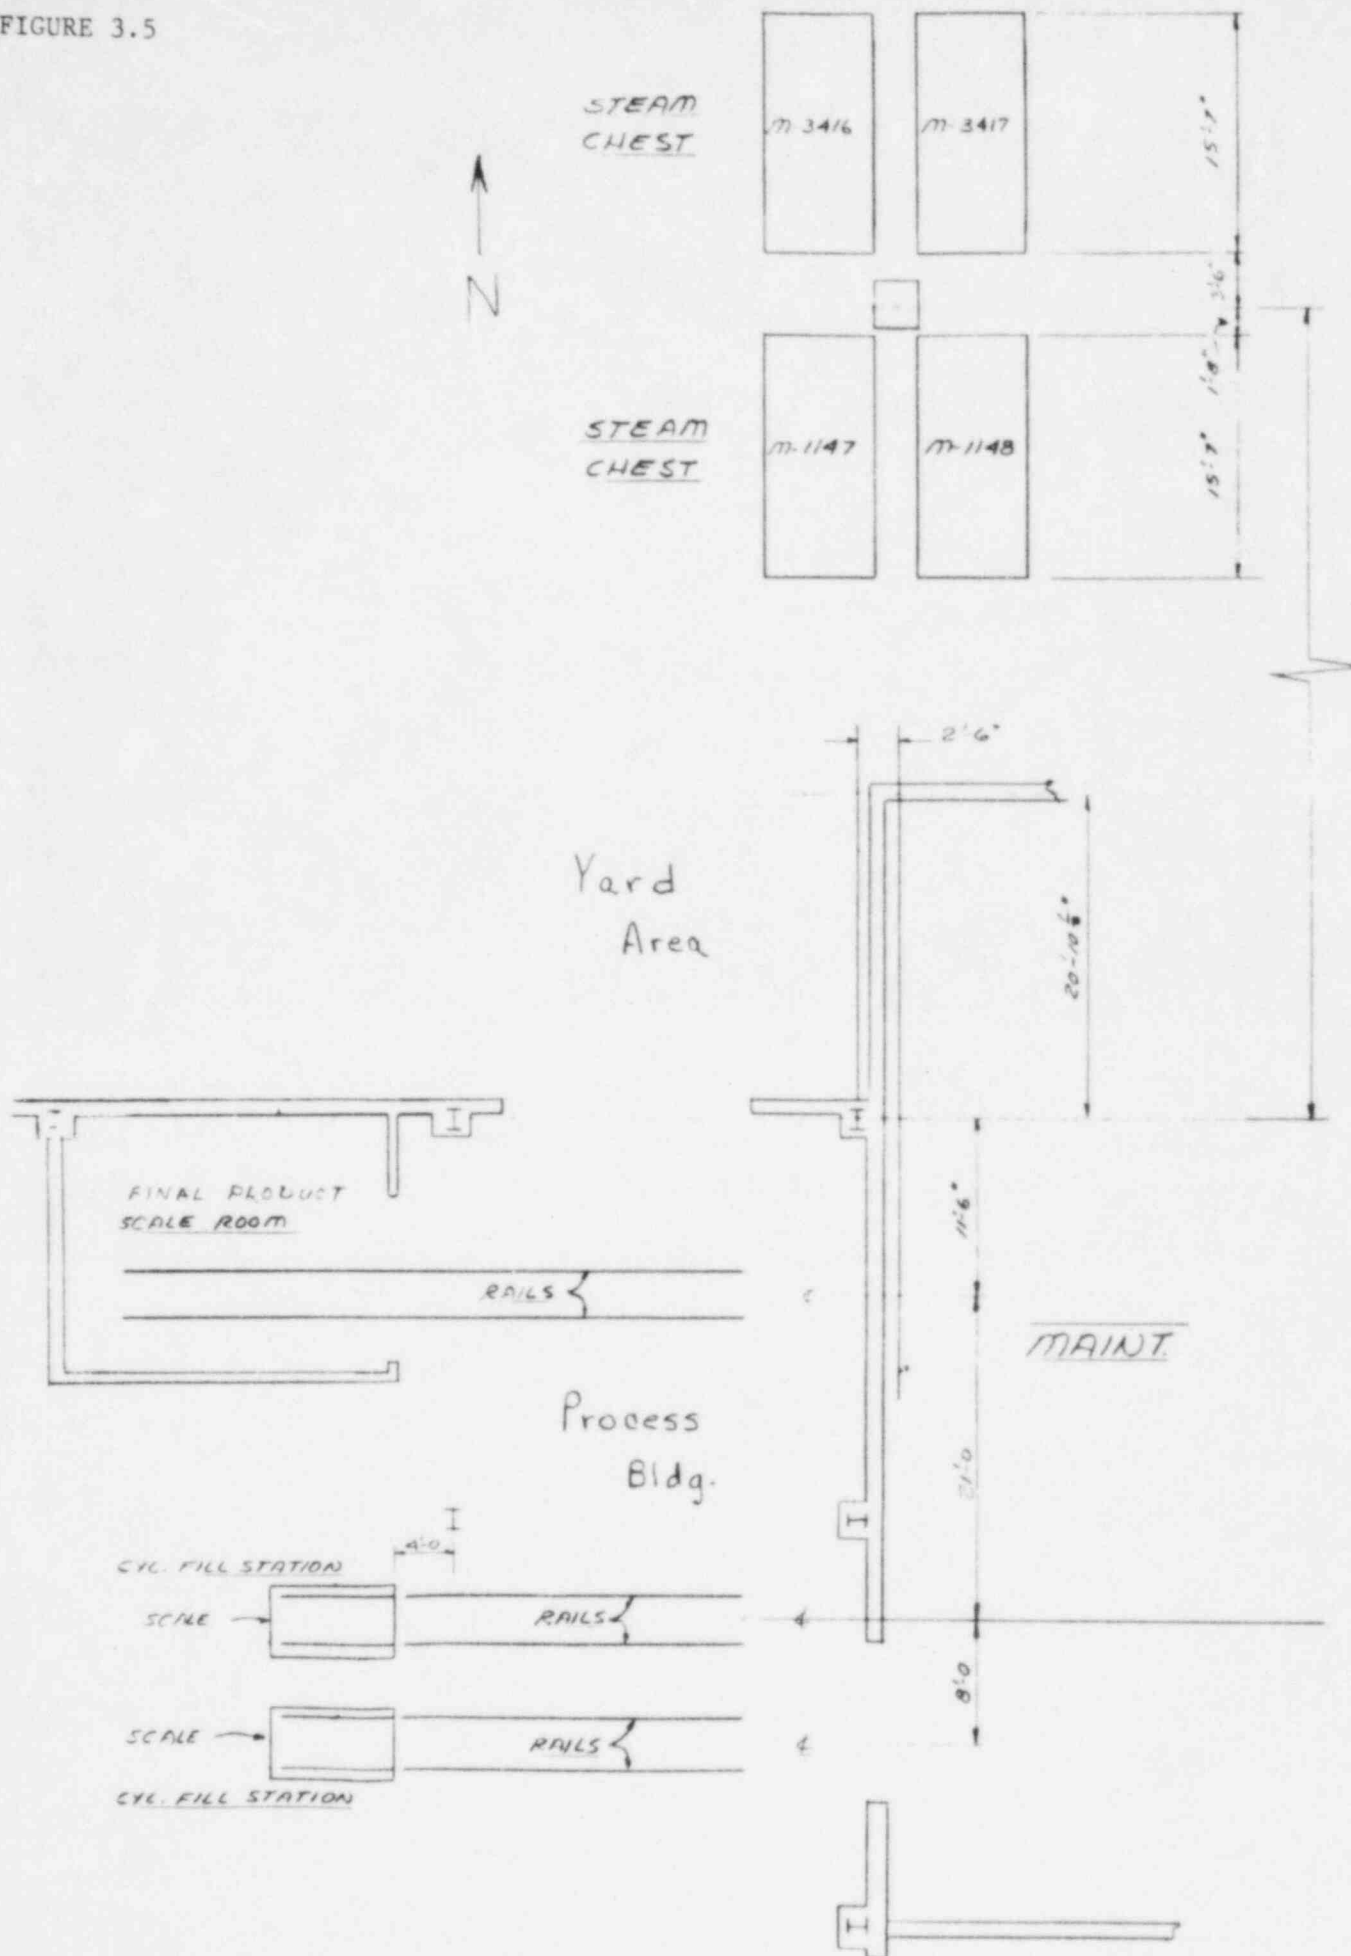 FIGURE 3.5
STEAM
CHEST
M-3416
M-3417
15'-7"
3'-6"
1'-8"
N
STEAM
CHEST
M-1147
M-1148
15'-7"
2'-6"
Yard
Area
20'-10
FINAL PRODUCT
SCALE ROOM
11'-6"
RAILS
MAINT.
Process
Bldg.
21'-0
4'-0
CYL. FILL STATION
SCALE
RAILS
8'-0
SCALE
RAILS
CYL. FILL STATION